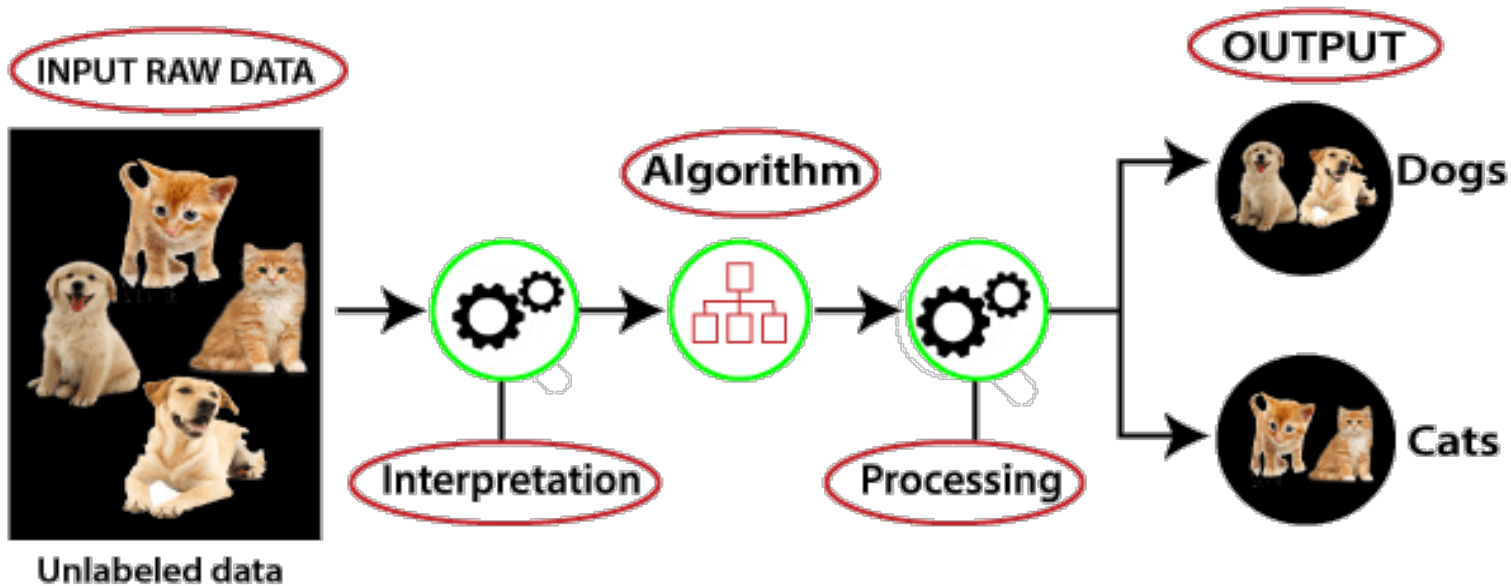 INPUT RAW DATA
Unlabeled data
Interpretation
Algorithm
Processing
OUTPUT
Dogs
Cats